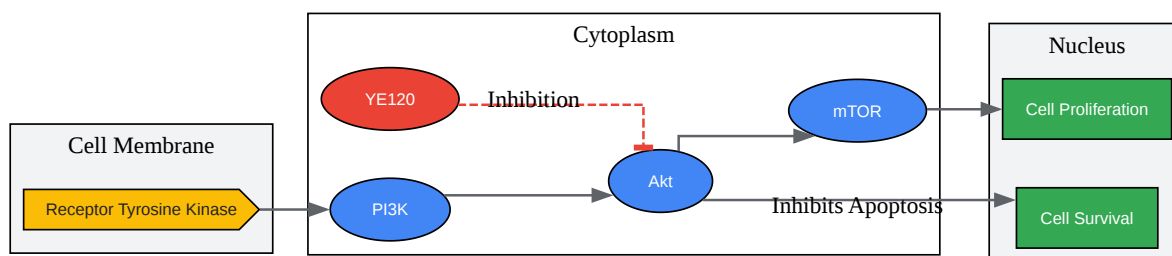 Cytoplasm
Nucleus
YE120
Inhibition
mTOR
Cell Proliferation
Cell Membrane
Akt
Receptor Tyrosine Kinase
PI3K
Inhibits Apoptosis
Cell Survival